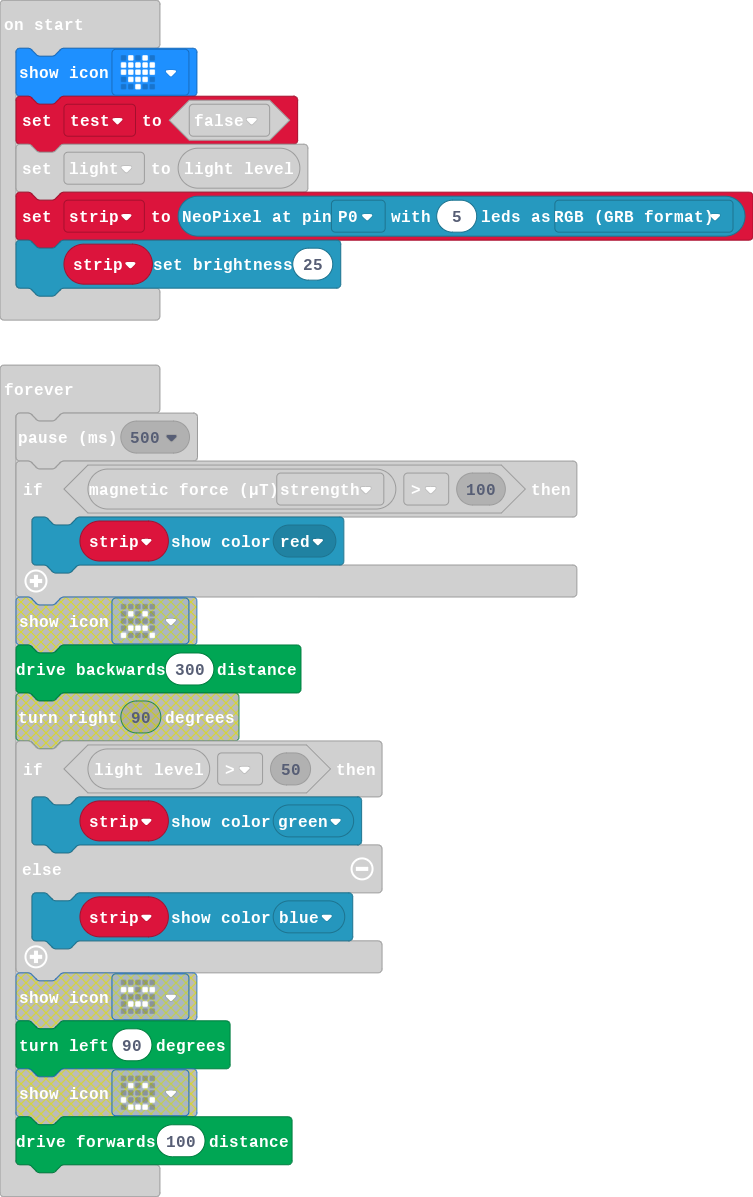 on start
show icon
set test to false
set light to light level
set strip to NeoPixel at pin P0 with 5 leds as RGB (GRB format)
strip set brightness 25
forever
pause (ms) 500
if magnetic force (µT) strength > 100 then
strip show color red
show icon
drive backwards 300 distance
turn right 90 degrees
if light level > 50 then
strip show color green
else
strip show color blue
show icon
turn left 90 degrees
show icon
drive forwards 100 distance